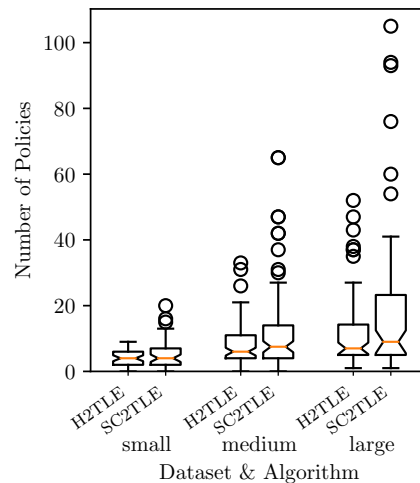 Number of Policies
100
80
60
40
20
0
H2TLE SC2TLE H2TLE SC2TLE H2TLE SC2TLE
small medium large
Dataset & Algorithm